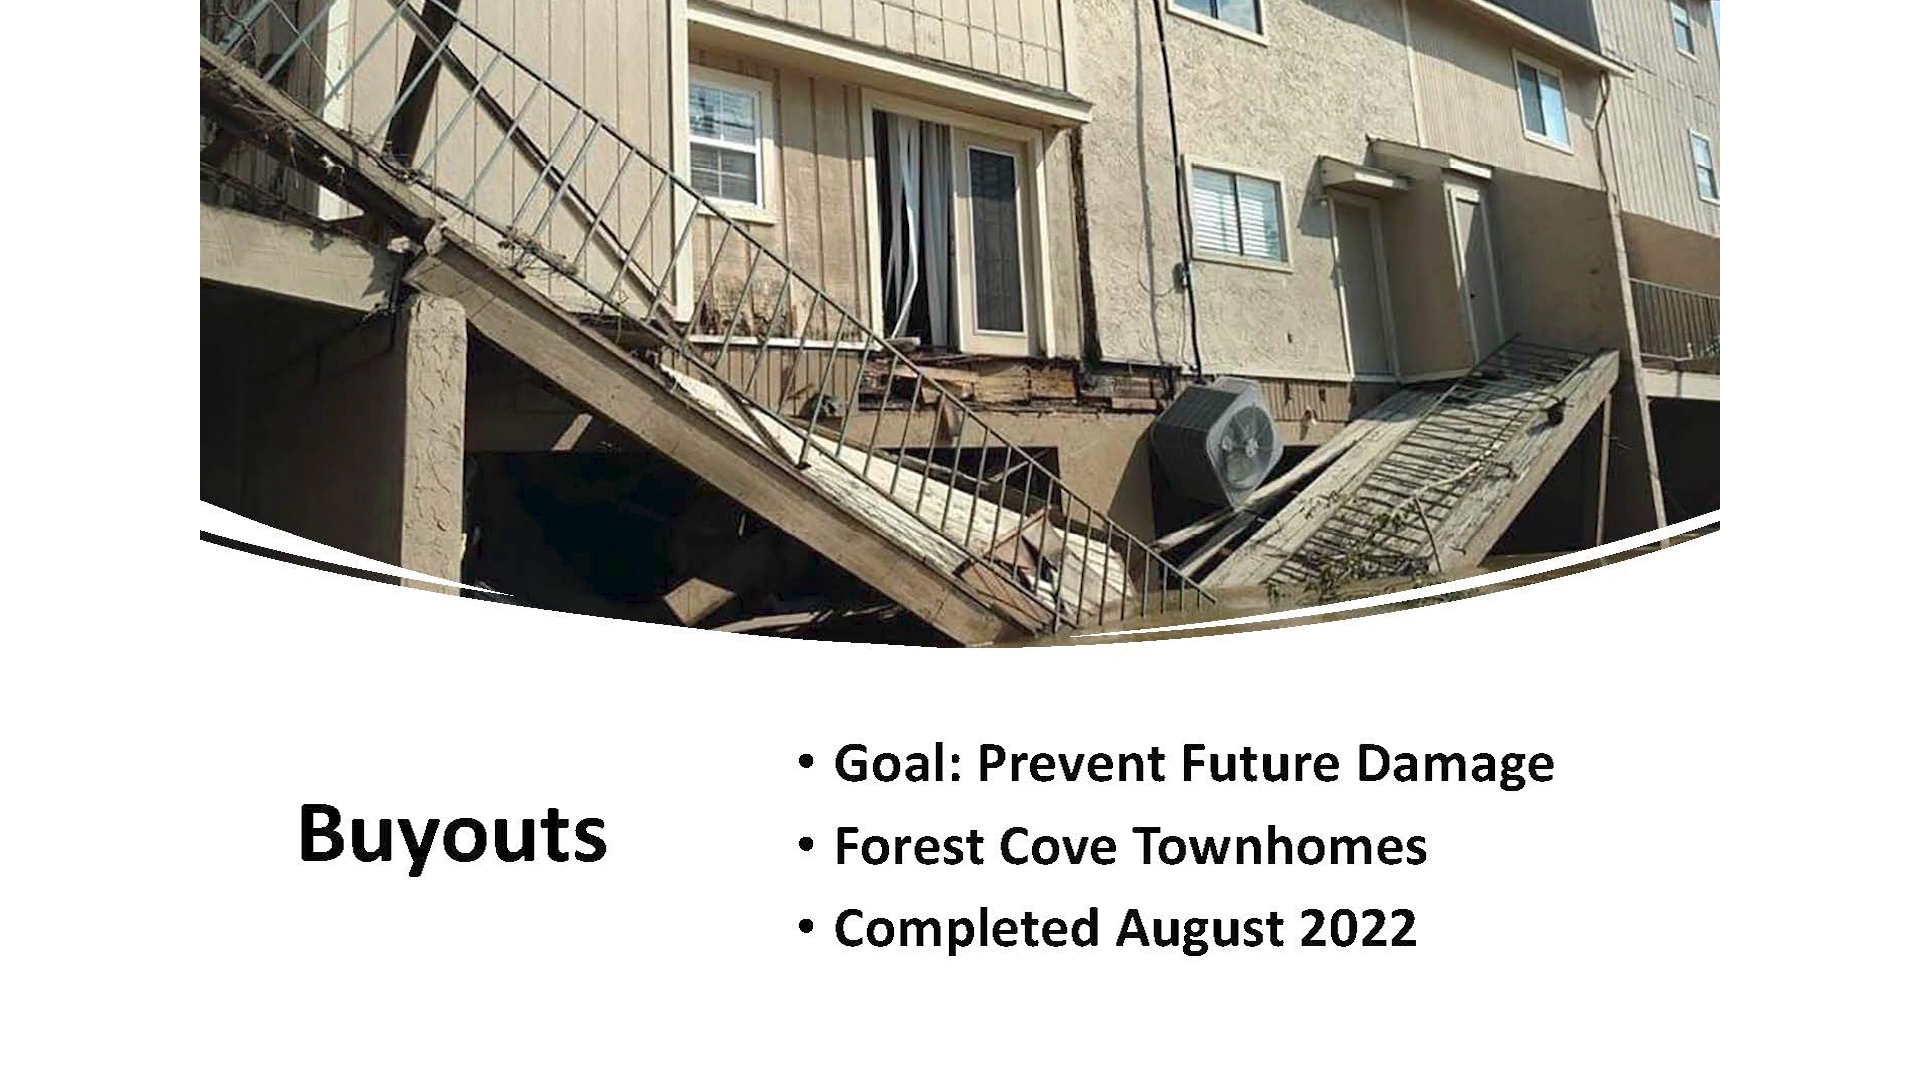 Buyouts
• Goal: Prevent Future Damage
• Forest Cove Townhomes
• Completed August 2022